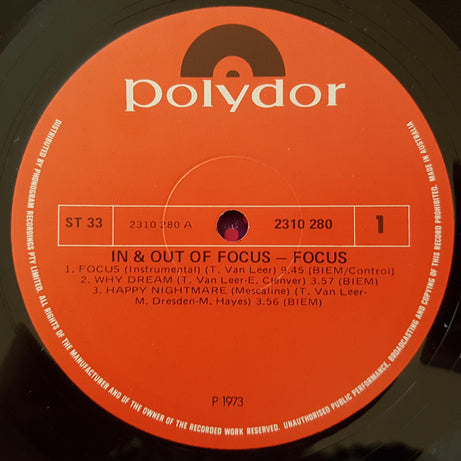 polydor
ST 33
2310 280 A
2310 280
1
IN & OUT OF FOCUS — FOCUS
1. FOCUS (Instrumental) (T. Van Leer) 9.45 (BIEM/Control)
2. WHY DREAM (T. Van Leer-E. Clenver) 3.57 (BIEM)
3. HAPPY NIGHTMARE (Mescaline) (T. Van Leer-
M. Dresden-M. Hayes) 3.56 (BIEM)
P 1973
DISTRIBUTED BY PHONOGRAM RECORDINGS PTY LIMITED. ALL RIGHTS OF THE MANUFACTURER AND OF THE OWNER OF THE RECORDED WORK RESERVED. UNAUTHORISED PUBLIC PERFORMANCE, BROADCASTING AND COPYING OF THIS RECORD PROHIBITED. MADE IN AUSTRALIA